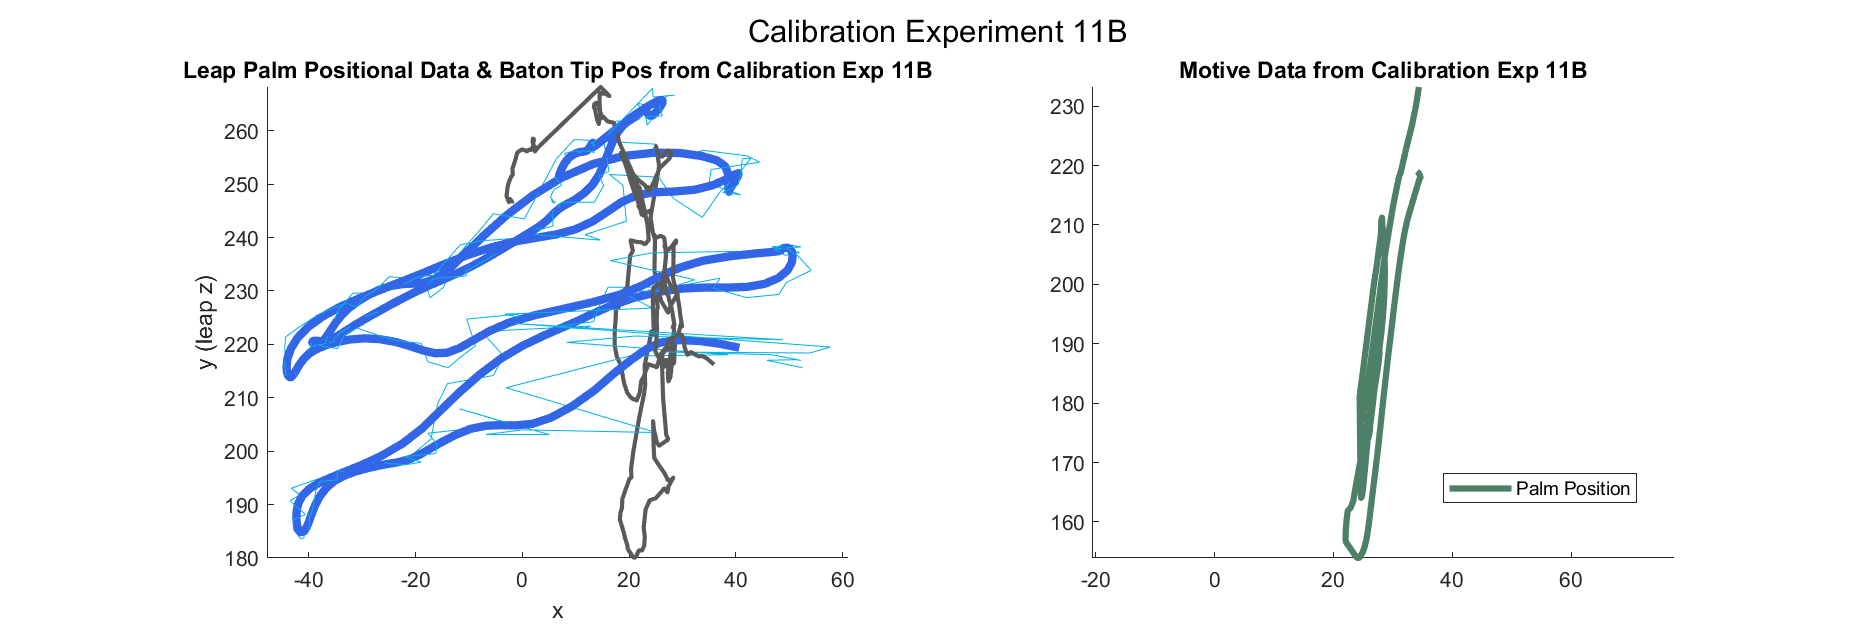 Calibration Experiment 11B
Leap Palm Positional Data & Baton Tip Pos from Calibration Exp 11B
260
250
240
230
220
210
200
190
180
y (leap z)
-40 -20 0 20 40 60
x
Motive Data from Calibration Exp 11B
230
220
210
200
190
180
170
160
Palm Position
-20 0 20 40 60